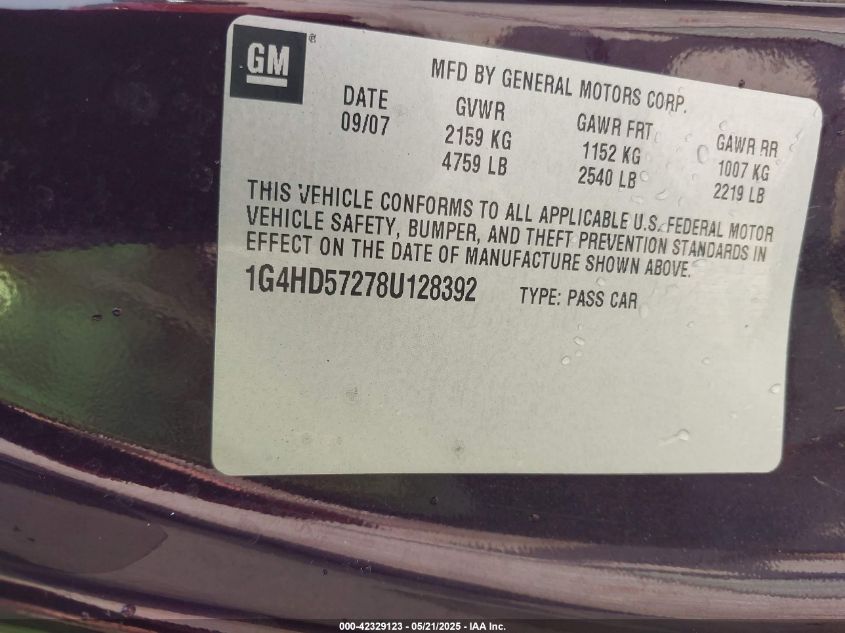 GM®
MFD BY GENERAL MOTORS CORP.
DATE GVWR GAWR FRT GAWR RR
09/07 2159 KG 1152 KG 1007 KG
4759 LB 2540 LB 2219 LB
THIS VEHICLE CONFORMS TO ALL APPLICABLE U.S. FEDERAL MOTOR
VEHICLE SAFETY, BUMPER, AND THEFT PREVENTION STANDARDS IN
EFFECT ON THE DATE OF MANUFACTURE SHOWN ABOVE.
1G4HD57278U128392 TYPE: PASS CAR
000-42329123 - 05/21/2025 - IAA Inc.